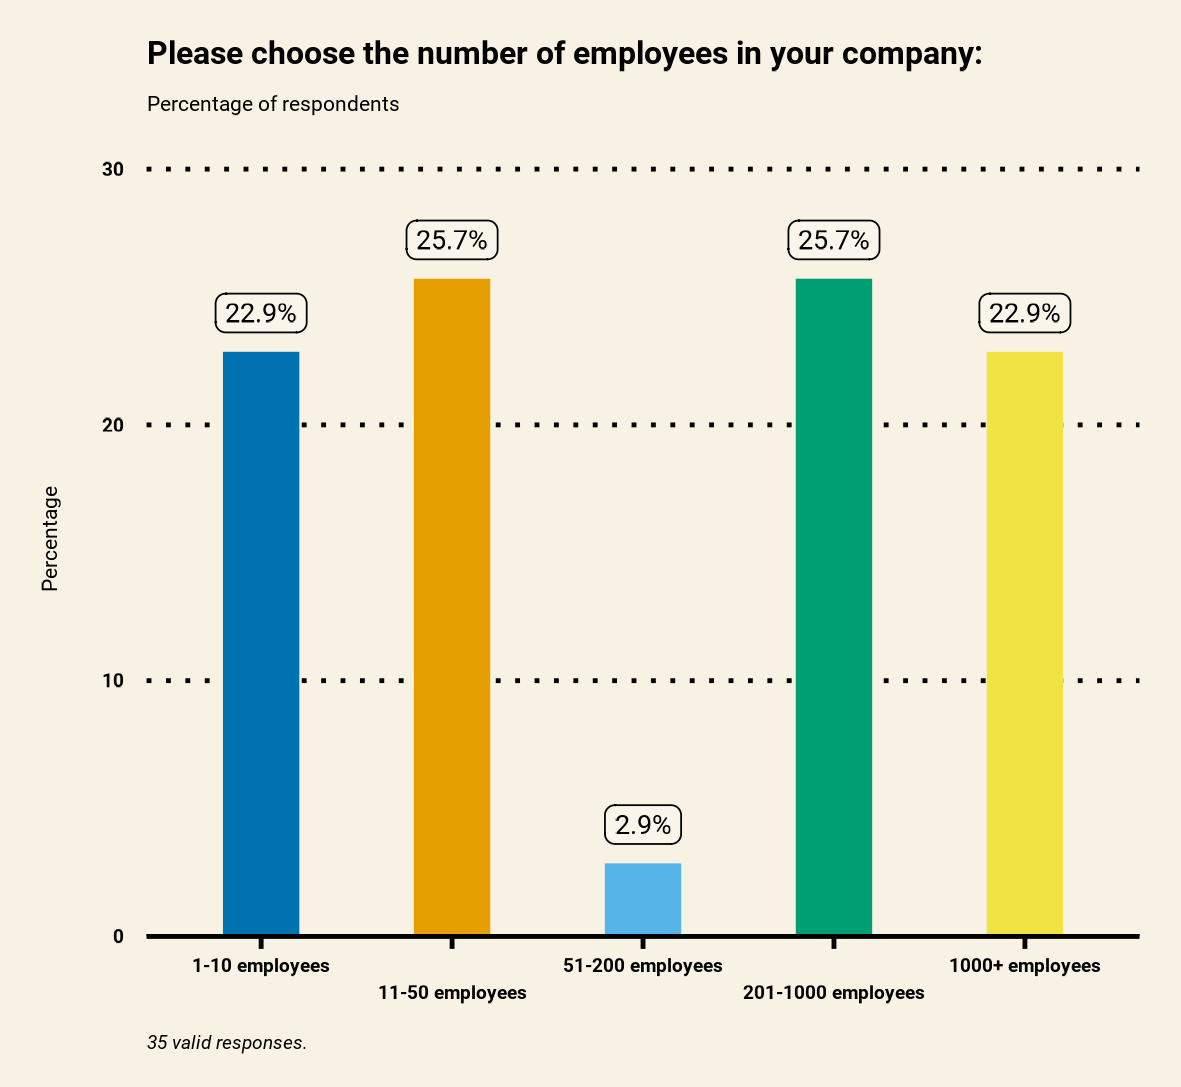 Please choose the number of employees in your company:
Percentage of respondents
30
25.7%
25.7%
22.9%
22.9%
20
Percentage
10
2.9%
0
1-10 employees
51-200 employees
1000+ employees
11-50 employees
201-1000 employees
35 valid responses.